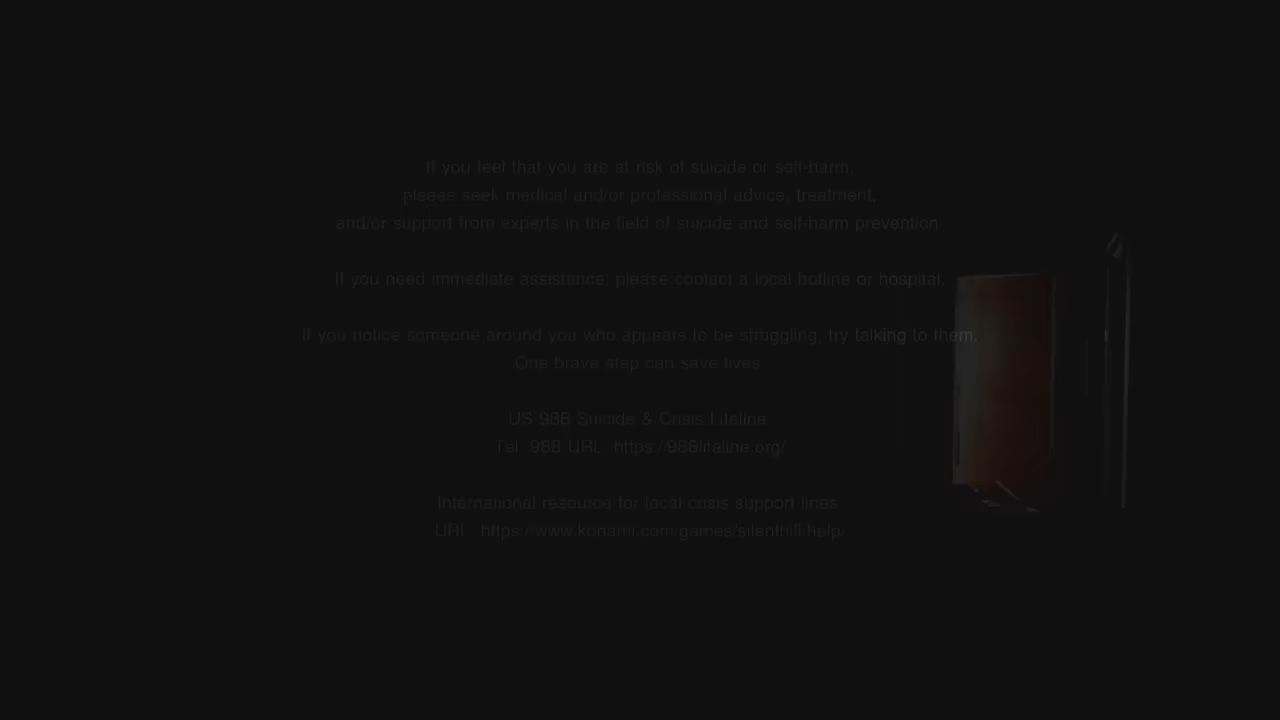 If you feel that you are at risk of suicide or self-harm,
please seek medical and/or professional advice, treatment,
and/or support from experts in the field of suicide and self-harm prevention.
If you need immediate assistance, please contact a local hotline or hospital.
If you notice someone around you who appears to be struggling, try talking to them.
One brave step can save lives.
US 988 Suicide & Crisis Lifeline
Tel: 988 URL: https://988lifeline.org/
International resource for local crisis support lines
URL: https://www.konami.com/games/silenthill/help/